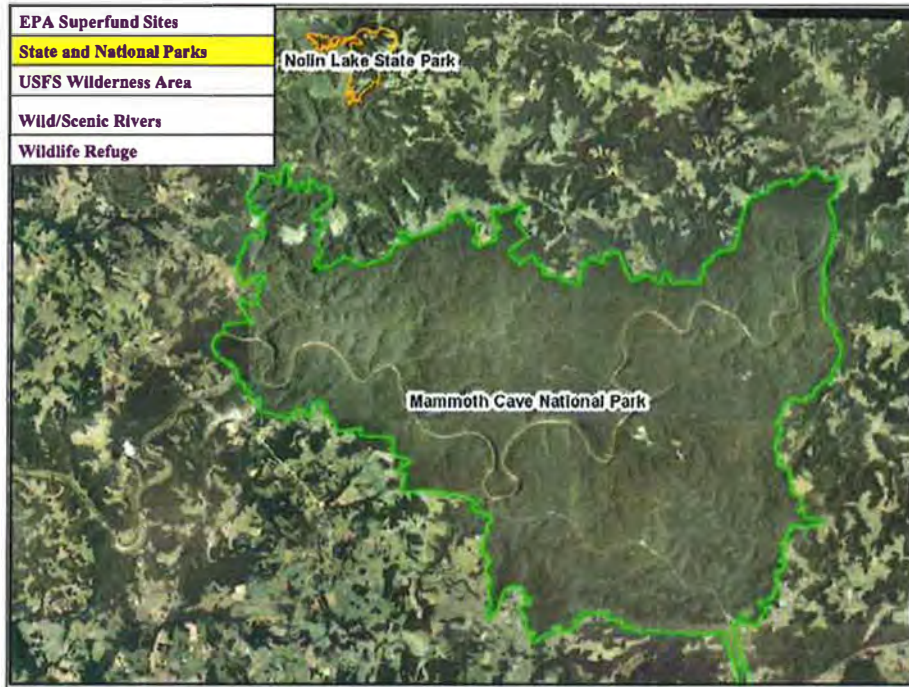 EPA Superfund Sites
State and National Parks
USFS Wilderness Area
Wild/Scenic Rivers
Wildlife Refuge
Nolin Lake State Park
Mammoth Cave National Park